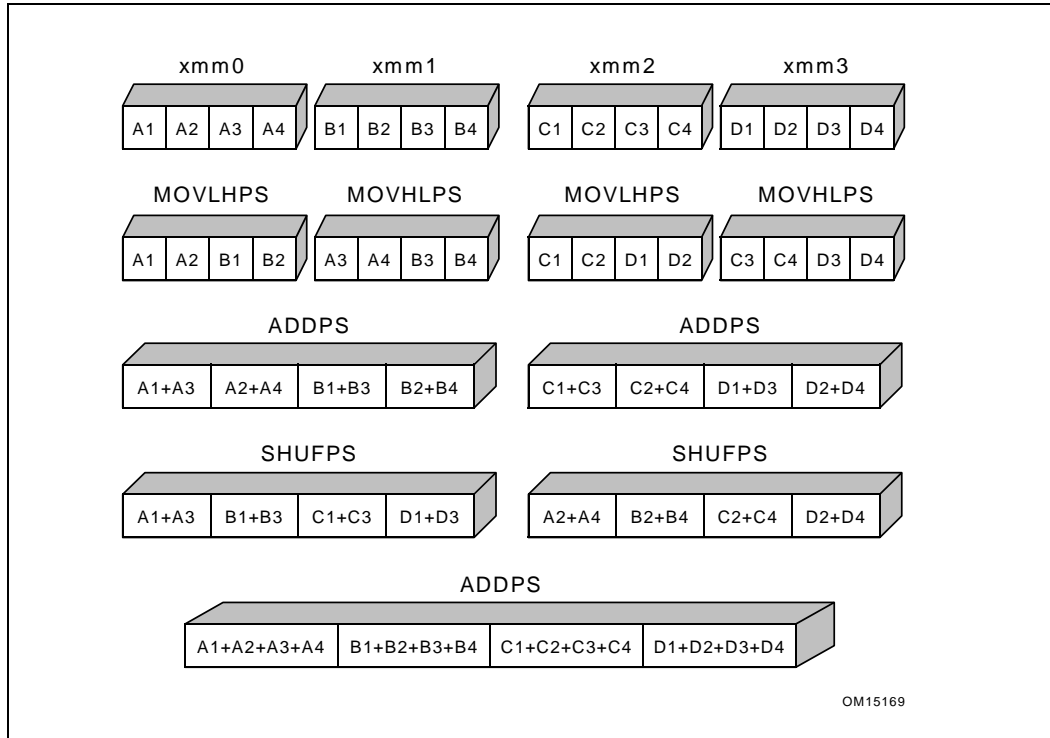 xmm0 xmm1 xmm2 xmm3
A1 A2 A3 A4 B1 B2 B3 B4 C1 C2 C3 C4 D1 D2 D3 D4
MOVLHPS MOVHLPS MOVLHPS MOVHLPS
A1 A2 B1 B2 A3 A4 B3 B4 C1 C2 D1 D2 C3 C4 D3 D4
ADDPS ADDPS
A1+A3 A2+A4 B1+B3 B2+B4 C1+C3 C2+C4 D1+D3 D2+D4
SHUFPS SHUFPS
A1+A3 B1+B3 C1+C3 D1+D3 A2+A4 B2+B4 C2+C4 D2+D4
ADDPS
A1+A2+A3+A4 B1+B2+B3+B4 C1+C2+C3+C4 D1+D2+D3+D4
OM15169